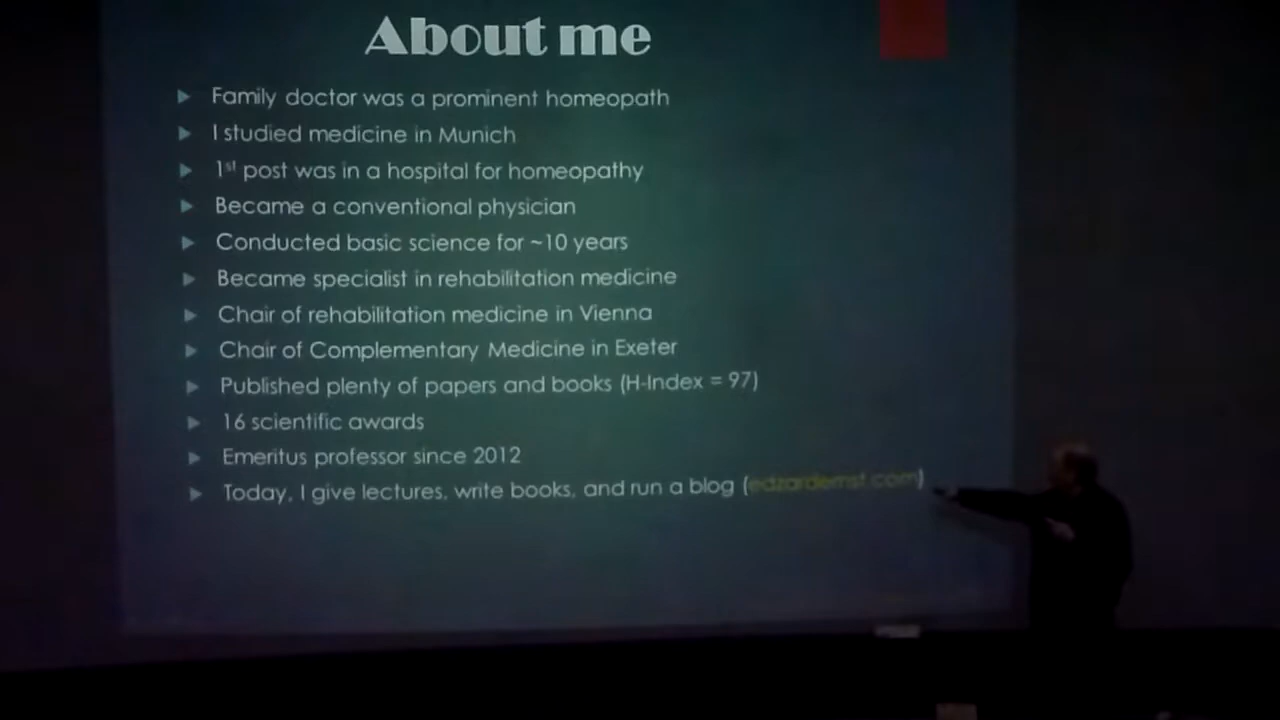 About me
Family doctor was a prominent homeopath
I studied medicine in Munich
1st post was in a hospital for homeopathy
Became a conventional physician
Conducted basic science for ~10 years
Became specialist in rehabilitation medicine
Chair of rehabilitation medicine in Vienna
Chair of Complementary Medicine in Exeter
Published plenty of papers and books (H-Index = 97)
16 scientific awards
Emeritus professor since 2012
Today, I give lectures, write books, and run a blog (edzardernst.com)